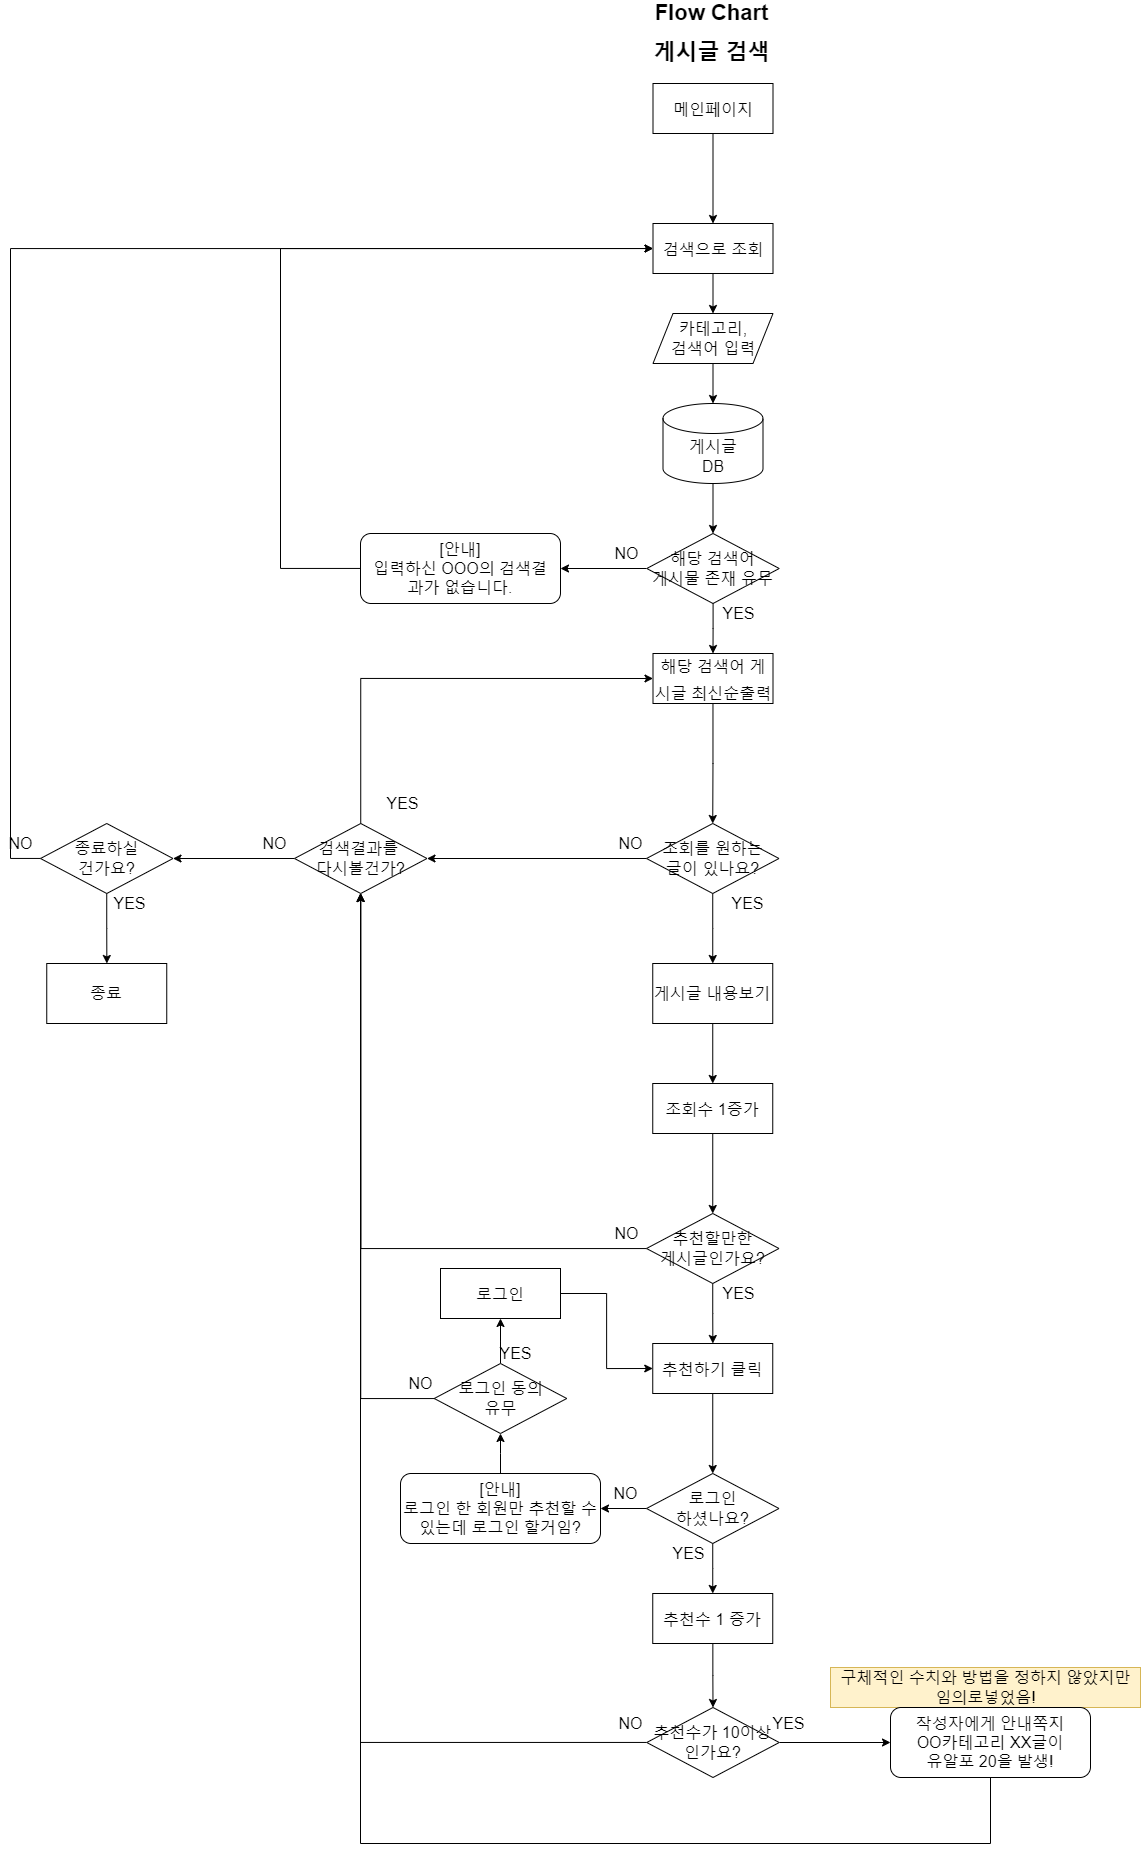 Flow Chart
게시글 검색
메인페이지
검색으로 조회
카테고리,
검색어 입력
게시글
DB
해당 검색어
게시물 존재 유무
NO
[안내]
입력하신 OOO의 검색결
과가 없습니다.
YES
해당 검색어 게
시글 최신순출력
YES
조회를 원하는
글이 있나요?
NO
검색결과를
다시볼건가?
NO
종료하실
건가요?
NO
YES
YES
종료
게시글 내용보기
조회수 1증가
추천할만한
게시글인가요?
NO
YES
로그인
추천하기 클릭
YES
로그인 동의
유무
NO
[안내]
로그인 한 회원만 추천할 수
있는데 로그인 할거임?
NO
로그인
하셨나요?
YES
추천수 1 증가
구체적인 수치와 방법을 정하지 않았지만
임의로넣었음!
추천수가 10이상
인가요?
NO
YES
작성자에게 안내쪽지
OO카테고리 XX글이
유알포 20을 발생!